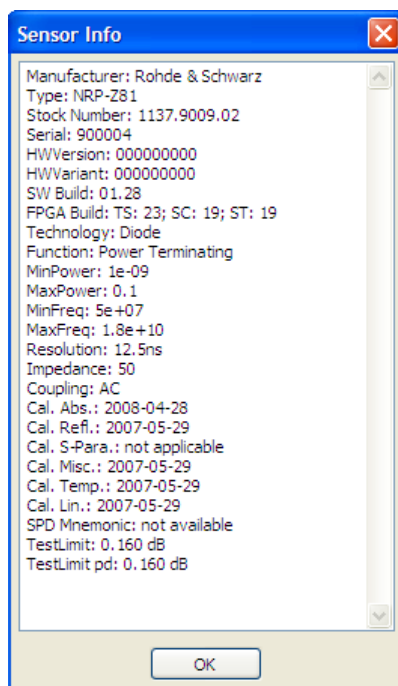 Sensor Info
Manufacturer: Rohde & Schwarz
Type: NRP-Z81
Stock Number: 1137.9009.02
Serial: 900004
HWVersion: 000000000
HWVariant: 000000000
SW Build: 01.28
FPGA Build: TS: 23; SC: 19; ST: 19
Technology: Diode
Function: Power Terminating
MinPower: 1e-09
MaxPower: 0.1
MinFreq: 5e+07
MaxFreq: 1.8e+10
Resolution: 12.5ns
Impedance: 50
Coupling: AC
Cal. Abs.: 2008-04-28
Cal. Refl.: 2007-05-29
Cal. S-Para.: not applicable
Cal. Misc.: 2007-05-29
Cal. Temp.: 2007-05-29
Cal. Lin.: 2007-05-29
SPD Mnemonic: not available
TestLimit: 0.160 dB
TestLimit pd: 0.160 dB
OK